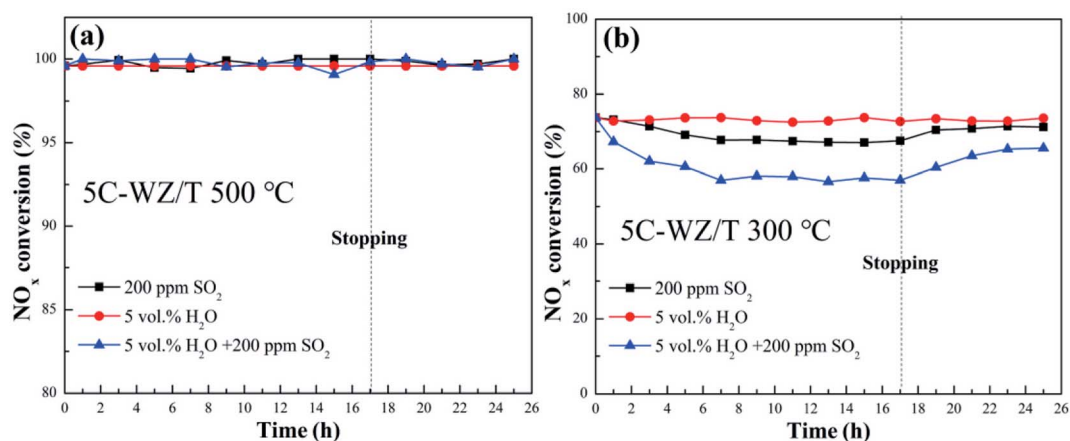 (a)
100
95
90
85
80
NOx conversion (%)
5C-WZ/T 500 °C
Stopping
200 ppm SO2
5 vol.% H2O
5 vol.% H2O +200 ppm SO2
0 2 4 6 8 10 12 14 16 18 20 22 24 26
Time (h)
(b)
100
80
60
40
20
0
NOx conversion (%)
5C-WZ/T 300 °C
Stopping
200 ppm SO2
5 vol.% H2O
5 vol.% H2O +200 ppm SO2
0 2 4 6 8 10 12 14 16 18 20 22 24 26
Time (h)